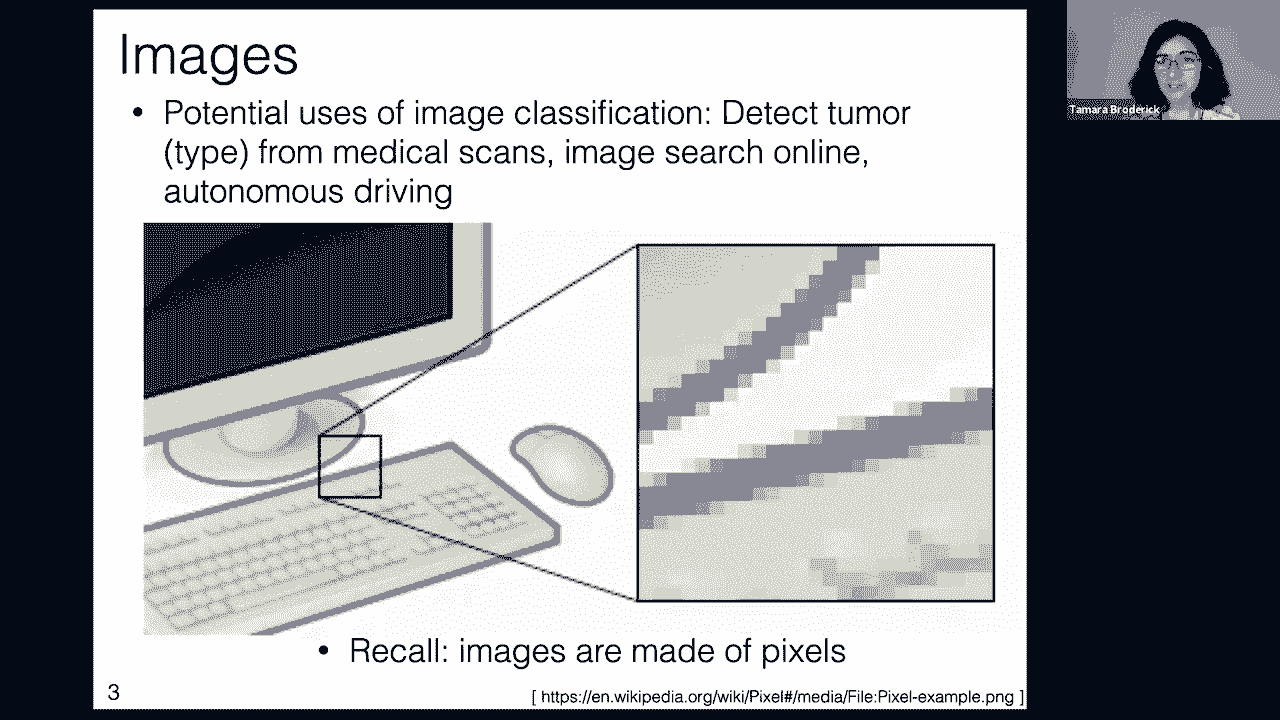 Images
• Potential uses of image classification: Detect tumor
(type) from medical scans, image search online,
autonomous driving
• Recall: images are made of pixels
3
[ https://en.wikipedia.org/wiki/Pixel#/media/File:Pixel-example.png ]
Tamara Broderick